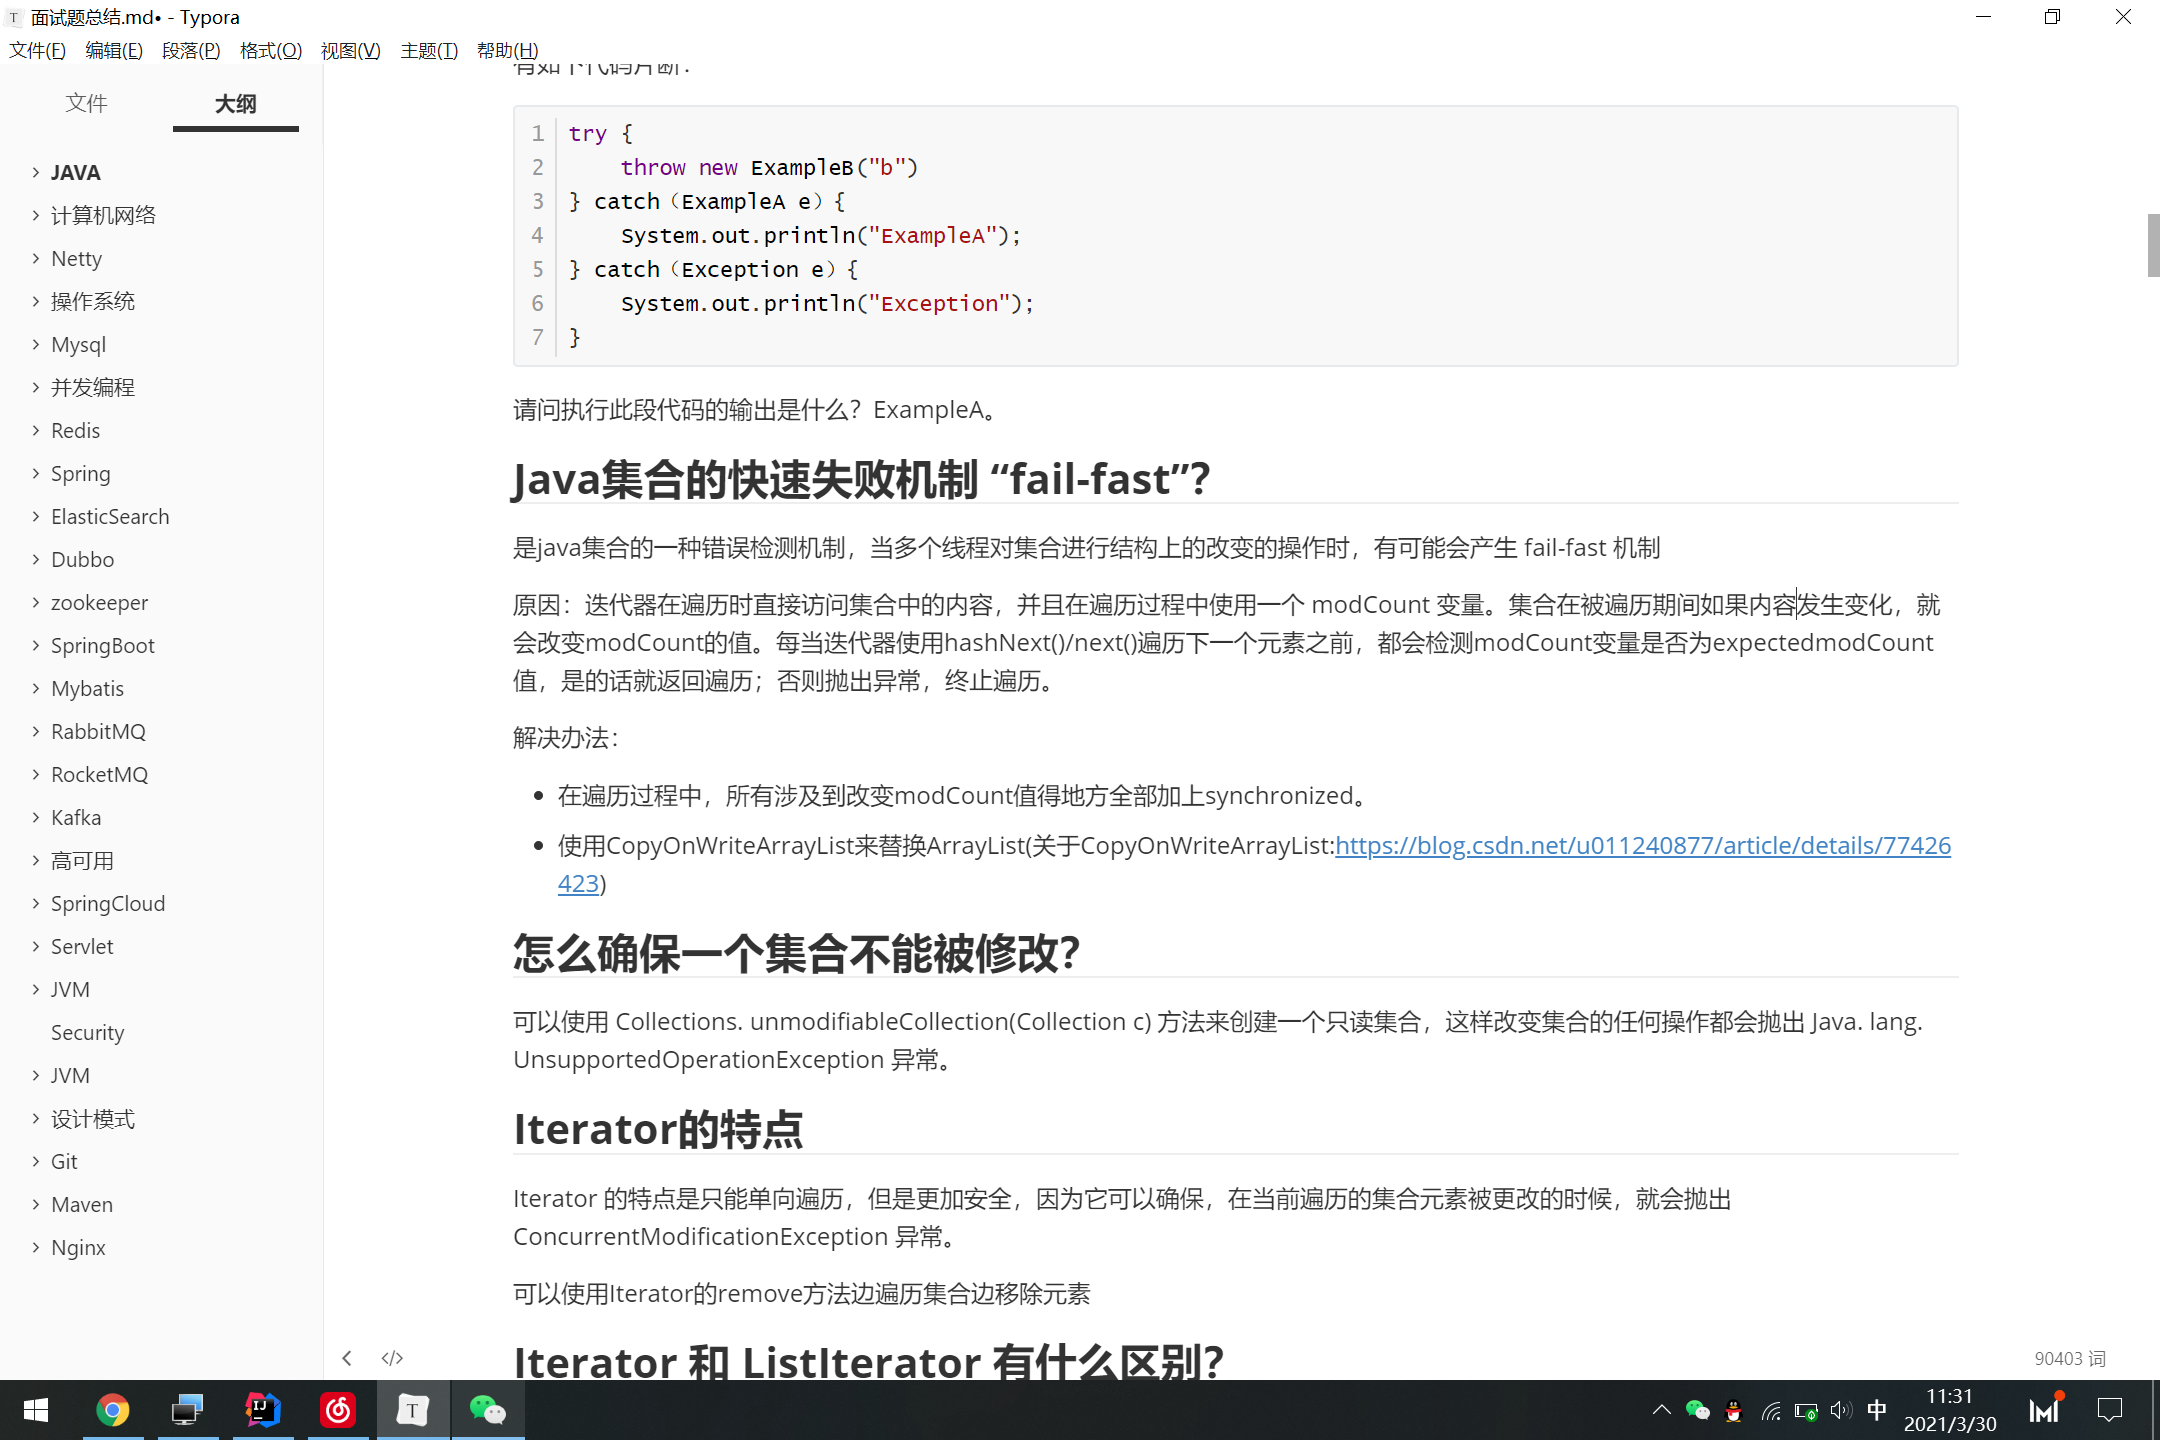 面试题总结.md• - Typora
文件(F) 编辑(E) 段落(P) 格式(O) 视图(V) 主题(T) 帮助(H)
文件 大纲
JAVA
计算机网络
Netty
操作系统
Mysql
并发编程
Redis
Spring
ElasticSearch
Dubbo
zookeeper
SpringBoot
Mybatis
RabbitMQ
RocketMQ
Kafka
高可用
SpringCloud
Servlet
JVM
Security
JVM
设计模式
Git
Maven
Nginx
有如下代码片断：
1 try {
2 throw new ExampleB("b")
3 } catch（ExampleA e）{
4 System.out.println("ExampleA");
5 } catch（Exception e）{
6 System.out.println("Exception");
7 }
请问执行此段代码的输出是什么？ExampleA。
Java集合的快速失败机制 “fail-fast”？
是java集合的一种错误检测机制，当多个线程对集合进行结构上的改变的操作时，有可能会产生 fail-fast 机制
原因：迭代器在遍历时直接访问集合中的内容，并且在遍历过程中使用一个 modCount 变量。集合在被遍历期间如果内容发生变化，就
会改变modCount的值。每当迭代器使用hashNext()/next()遍历下一个元素之前，都会检测modCount变量是否为expectedmodCount
值，是的话就返回遍历；否则抛出异常，终止遍历。
解决办法：
• 在遍历过程中，所有涉及到改变modCount值得地方全部加上synchronized。
• 使用CopyOnWriteArrayList来替换ArrayList(关于CopyOnWriteArrayList:https://blog.csdn.net/u011240877/article/details/77426
423)
怎么确保一个集合不能被修改？
可以使用 Collections. unmodifiableCollection(Collection c) 方法来创建一个只读集合，这样改变集合的任何操作都会抛出 Java. lang.
UnsupportedOperationException 异常。
Iterator的特点
Iterator 的特点是只能单向遍历，但是更加安全，因为它可以确保，在当前遍历的集合元素被更改的时候，就会抛出
ConcurrentModificationException 异常。
可以使用Iterator的remove方法边遍历集合边移除元素
Iterator 和 ListIterator 有什么区别？
</> 90403 词
IJ T 中 11:31
2021/3/30